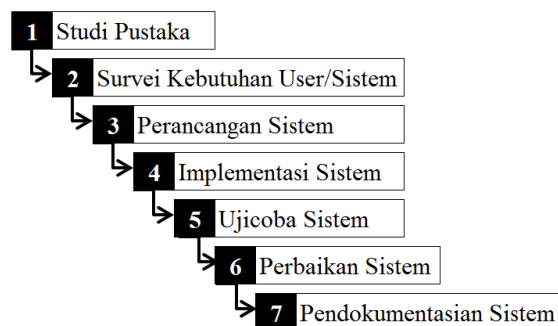 1 Studi Pustaka
2 Survei Kebutuhan User/Sistem
3 Perancangan Sistem
4 Implementasi Sistem
5 Ujicoba Sistem
6 Perbaikan Sistem
7 Pendokumentasian Sistem